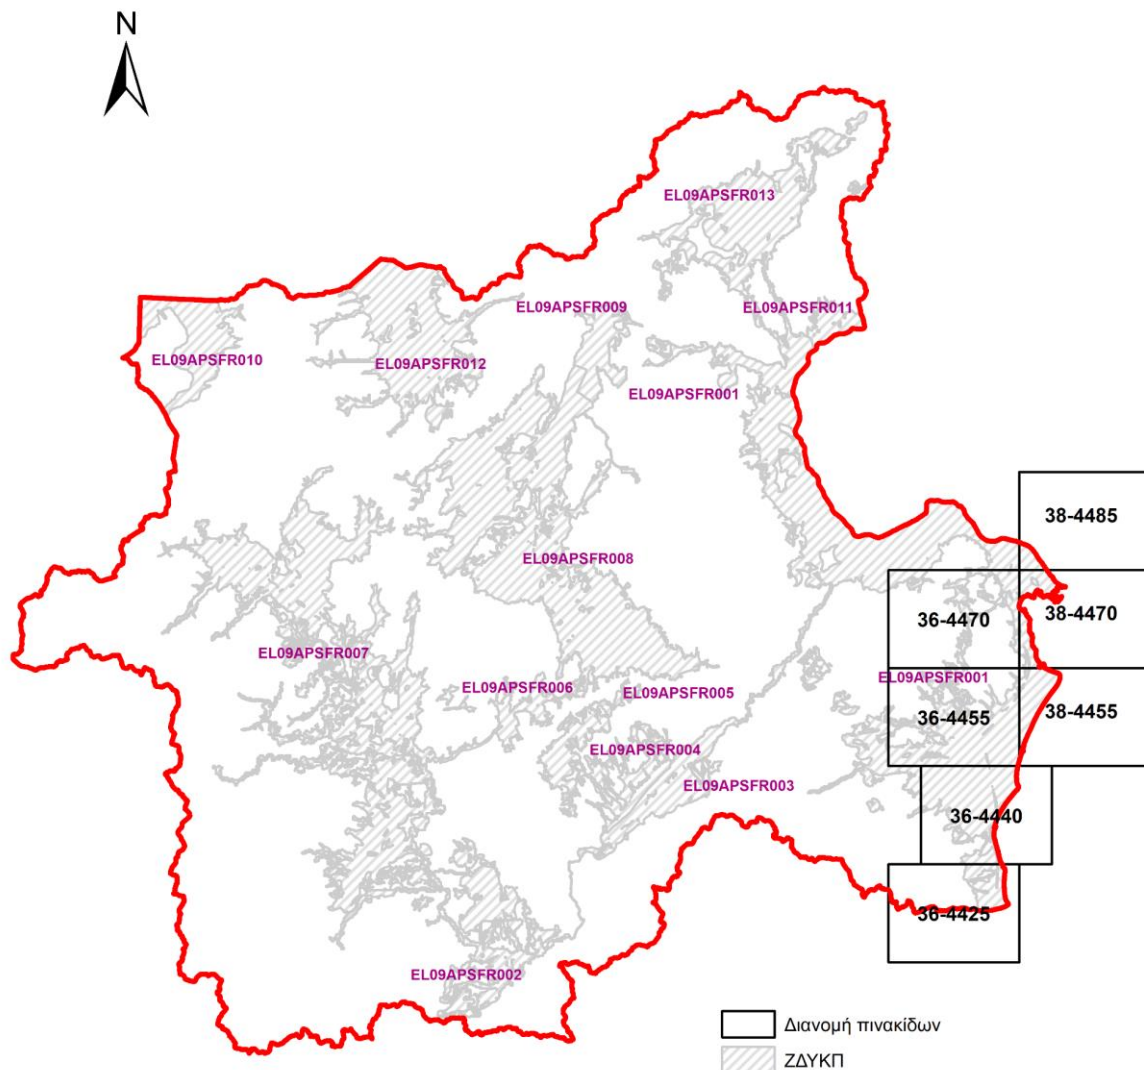 N
EL09APSFR013
EL09APSFR009
EL09APSFR011
EL09APSFR010
EL09APSFR012
EL09APSFR001
38-4485
EL09APSFR008
36-4470
38-4470
EL09APSFR007
EL09APSFR001
EL09APSFR006
EL09APSFR005
36-4455
38-4455
EL09APSFR004
EL09APSFR003
36-4440
36-4425
EL09APSFR002
Διανομή πινακίδων
ΖΔΥΚΠ